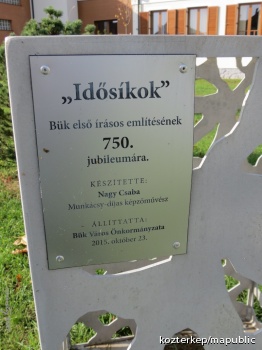 „Idősíkok”
Bük első írásos említésének
750.
jubileumára.
KÉSZÍTETTE:
Nagy Csaba
Munkácsy-díjas képzőművész
ÁLLÍTTATTA:
Bük Város Önkormányzata
2015. október 23.
kozterkep/mapublic